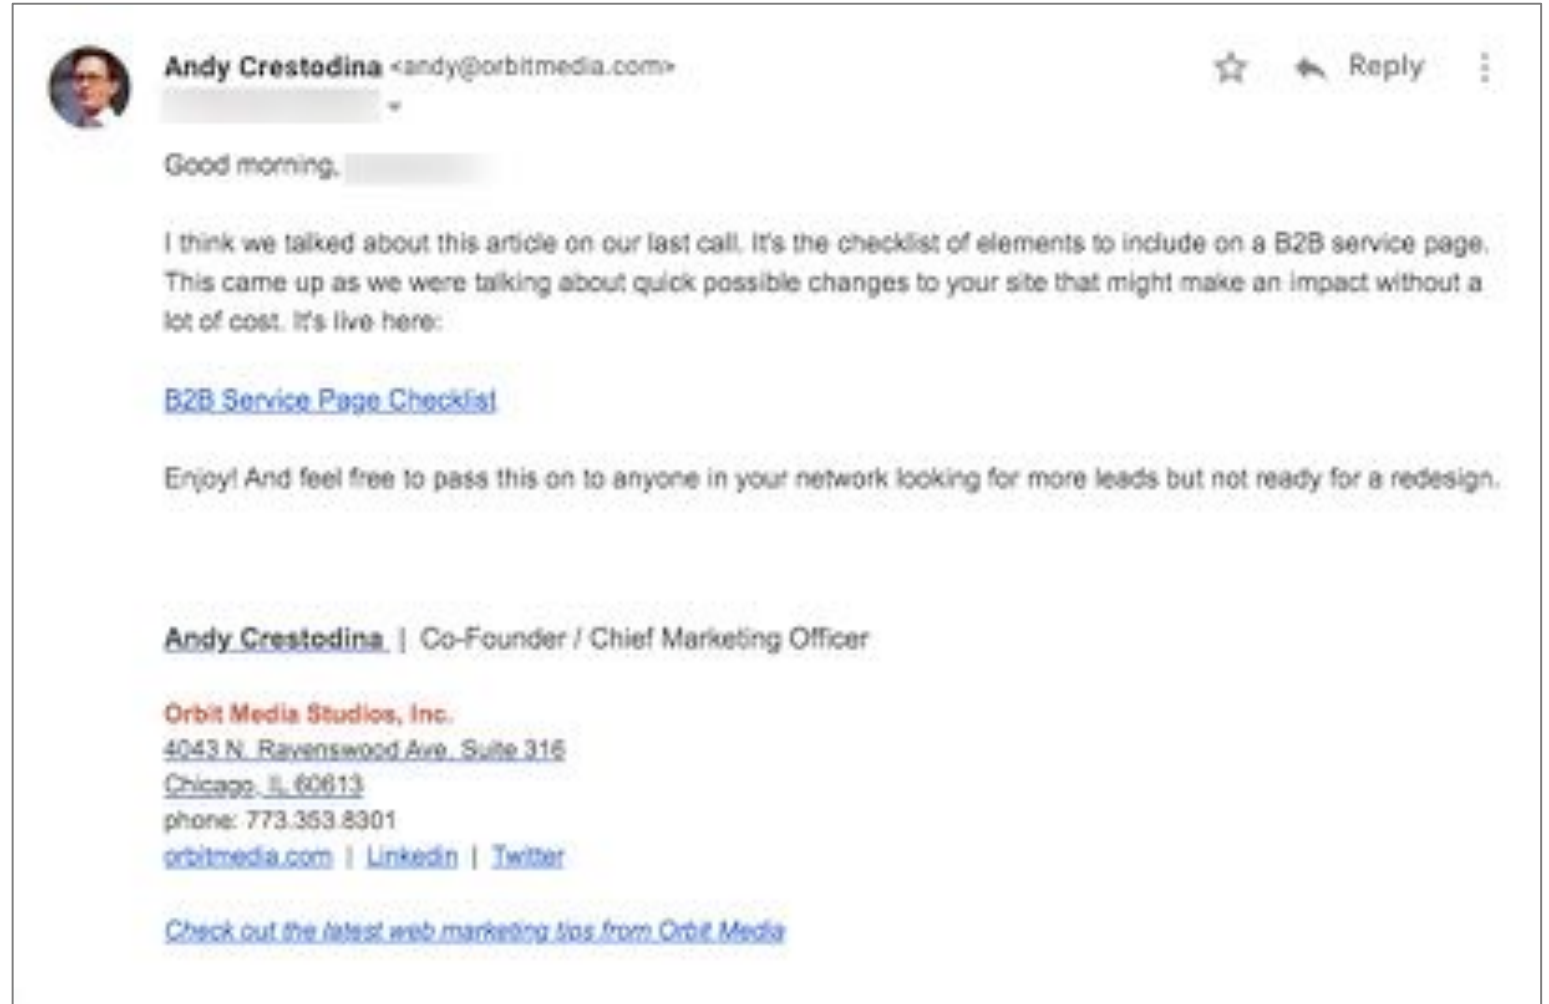 Andy Crestodina <andy@orbitmedia.com>
Reply
Good morning,
I think we talked about this article on our last call. It's the checklist of elements to include on a B2B service page.
This came up as we were talking about quick possible changes to your site that might make an impact without a
lot of cost. It's live here:
B2B Service Page Checklist
Enjoy! And feel free to pass this on to anyone in your network looking for more leads but not ready for a redesign.
Andy Crestodina | Co-Founder / Chief Marketing Officer
Orbit Media Studios, Inc.
4043 N. Ravenswood Ave. Suite 316
Chicago, IL 60613
phone: 773.353.8301
orbitmedia.com | Linkedin | Twitter
Check out the latest web marketing tips from Orbit Media